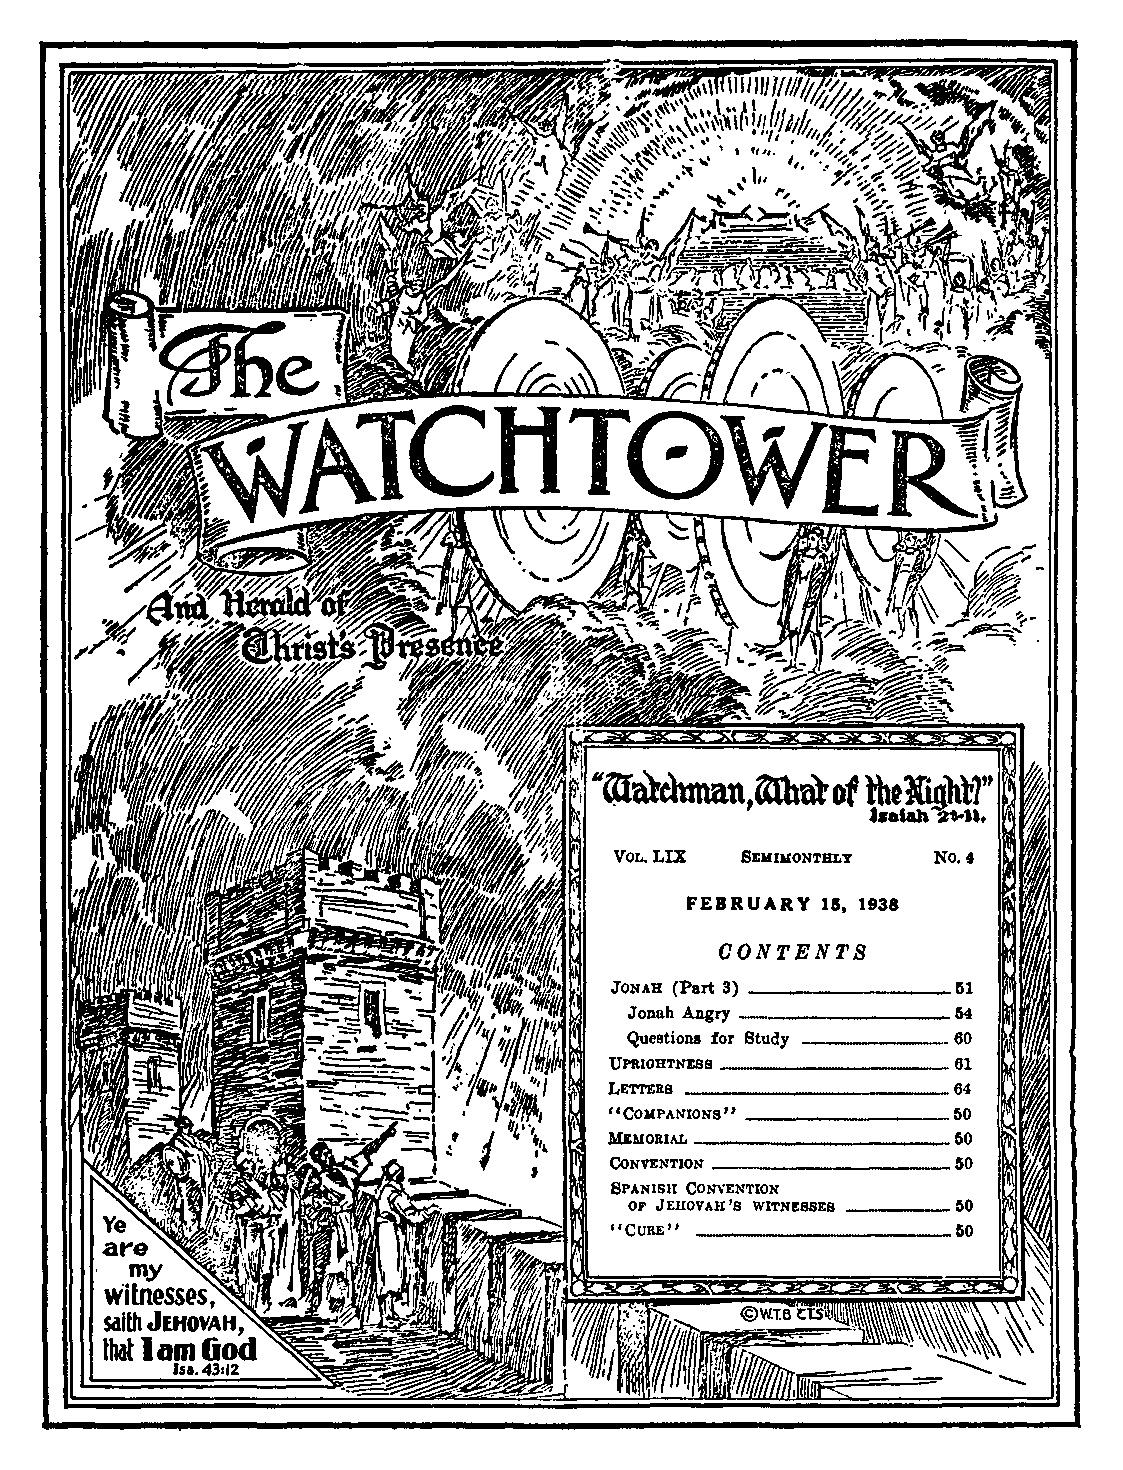 The
WATCHTOWER
And Herald of
Christ's Presence
"Watchman, What of the Night?"
Isaiah 21-11.
VOL. LIX SEMIMONTHLY No. 4
FEBRUARY 15, 1938
CONTENTS
JONAH (Part 3) 51
Jonah Angry 54
Questions for Study 60
UPRIGHTNESS 61
LETTERS 64
"COMPANIONS" 50
MEMORIAL 50
CONVENTION 50
SPANISH CONVENTION
OF JEHOVAH'S WITNESSES 50
"CURE" 50
Ye
are
my
witnesses,
saith JEHOVAH,
that I am God
Isa. 43:12
©W.T.B. & T.S.